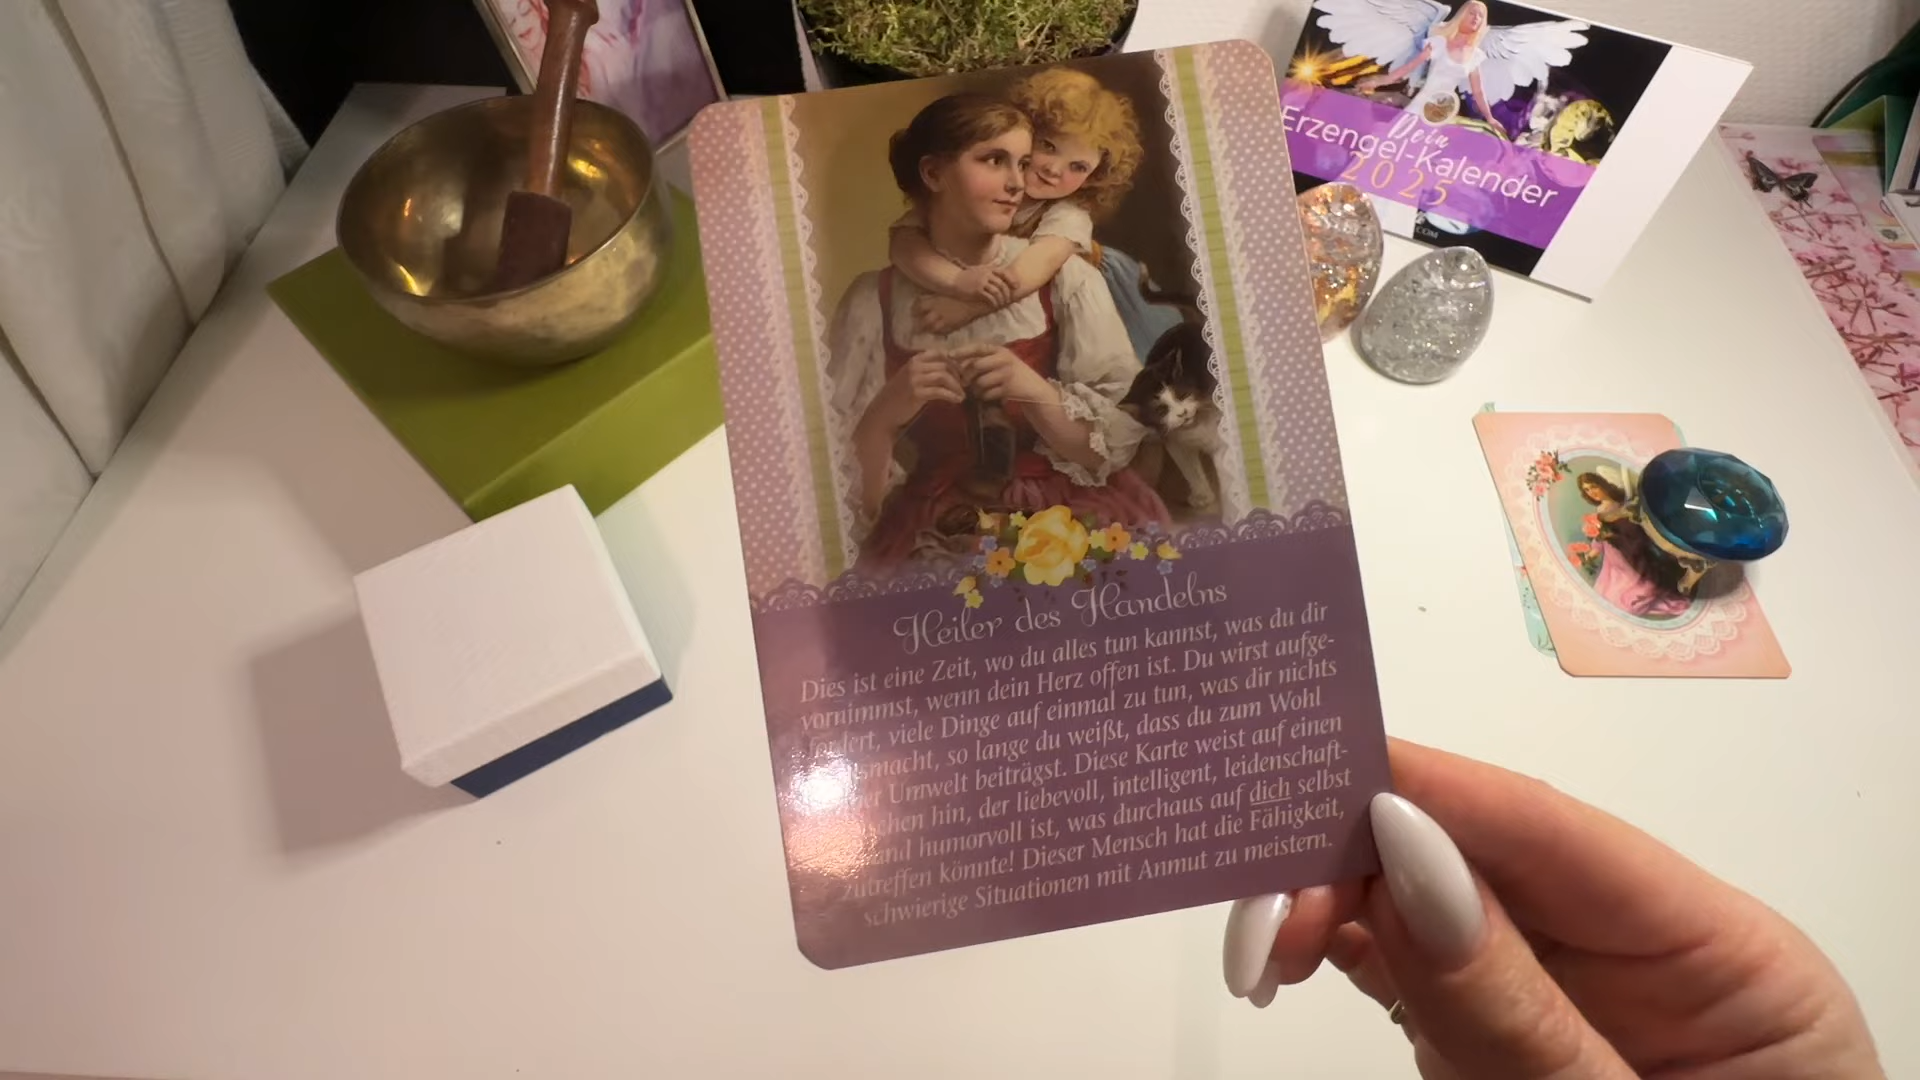 Dein
Erzengel-Kalender
2025
COM
Heiler des Handelns
Dies ist eine Zeit, wo du alles tun kannst, was du dir
vornimmst, wenn dein Herz offen ist. Du wirst aufge-
fordert, viele Dinge auf einmal zu tun, was dir nichts
smacht, so lange du weißt, dass du zum Wohl
er Umwelt beiträgst. Diese Karte weist auf einen
schen hin, der liebevoll, intelligent, leidenschaft-
und humorvoll ist, was durchaus auf dich selbst
zutreffen könnte! Dieser Mensch hat die Fähigkeit,
schwierige Situationen mit Anmut zu meistern.